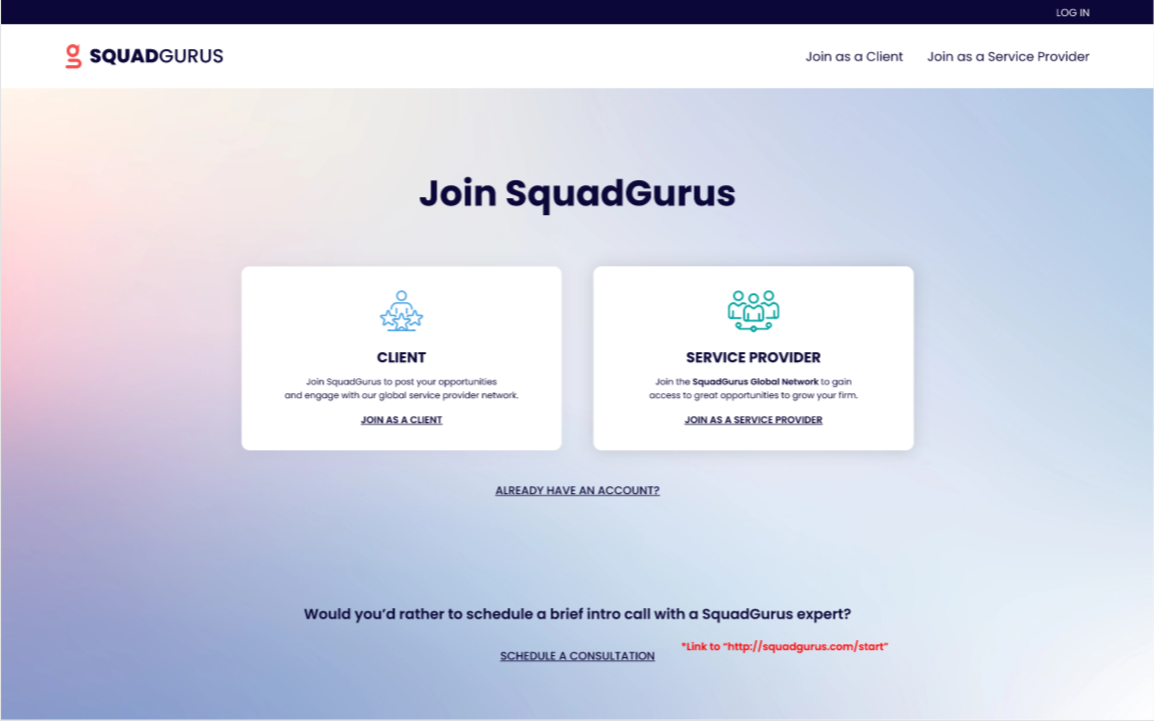 LOG IN
SQUADGURUS
Join as a Client
Join as a Service Provider
Join SquadGurus
CLIENT
Join SquadGurus to post your opportunities
and engage with our global service provider network.
JOIN AS A CLIENT
SERVICE PROVIDER
Join the SquadGurus Global Network to gain
access to great opportunities to grow your firm.
JOIN AS A SERVICE PROVIDER
ALREADY HAVE AN ACCOUNT?
Would you’d rather to schedule a brief intro call with a SquadGurus expert?
*Link to “http://squadgurus.com/start”
SCHEDULE A CONSULTATION